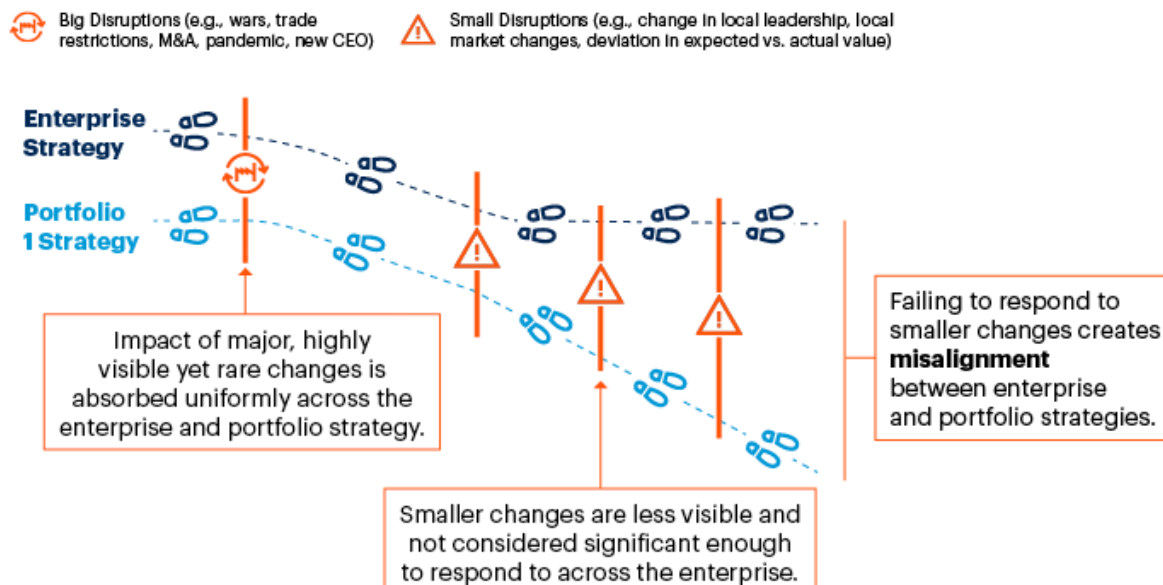 Big Disruptions (e.g., wars, trade
restrictions, M&A, pandemic, new CEO)
Small Disruptions (e.g., change in local leadership, local
market changes, deviation in expected vs. actual value)
Enterprise
Strategy
Portfolio
1 Strategy
Impact of major, highly
visible yet rare changes is
absorbed uniformly across the
enterprise and portfolio strategy.
Smaller changes are less visible and
not considered significant enough
to respond to across the enterprise.
Failing to respond to
smaller changes creates
misalignment
between enterprise
and portfolio strategies.